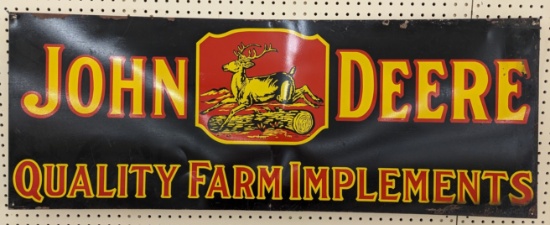 JOHN DEERE
QUALITY FARM IMPLEMENTS